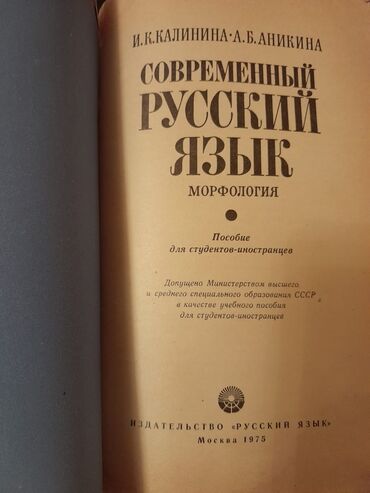 И.К.КАЛИНИНА·А.Б.АНИКИНА
СОВРЕМЕННЫЙ
РУССКИЙ
ЯЗЫК
МОРФОЛОГИЯ
Пособие
для студентов-иностранцев
Допущено Министерством высшего
и среднего специального образования СССР
в качестве учебного пособия
для студентов-иностранцев
ИЗДАТЕЛЬСТВО «РУССКИЙ ЯЗЫК»
Москва 1975